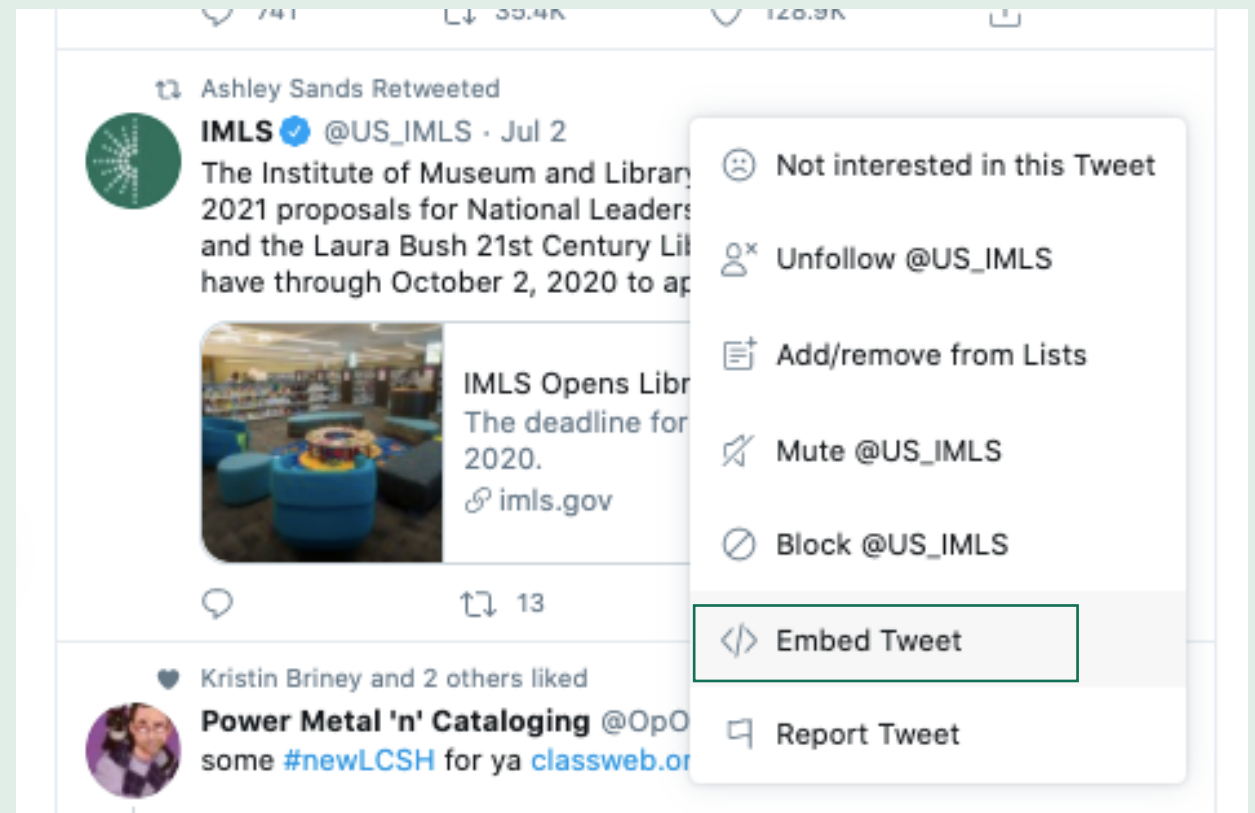 741 35.4K 128.9K
Ashley Sands Retweeted
IMLS @US_IMLS · Jul 2
The Institute of Museum and Library
2021 proposals for National Leaders
and the Laura Bush 21st Century
have through October 2, 2020 to
IMLS Opens Libr
The deadline for
2020.
imls.gov
13
Not interested in this Tweet
Unfollow @US_IMLS
Add/remove from Lists
Mute @US_IMLS
Block @US_IMLS
Embed Tweet
Report Tweet
Kristin Briney and 2 others liked
Power Metal 'n' Cataloging @OpO
some #newLCSH for ya classweb.or